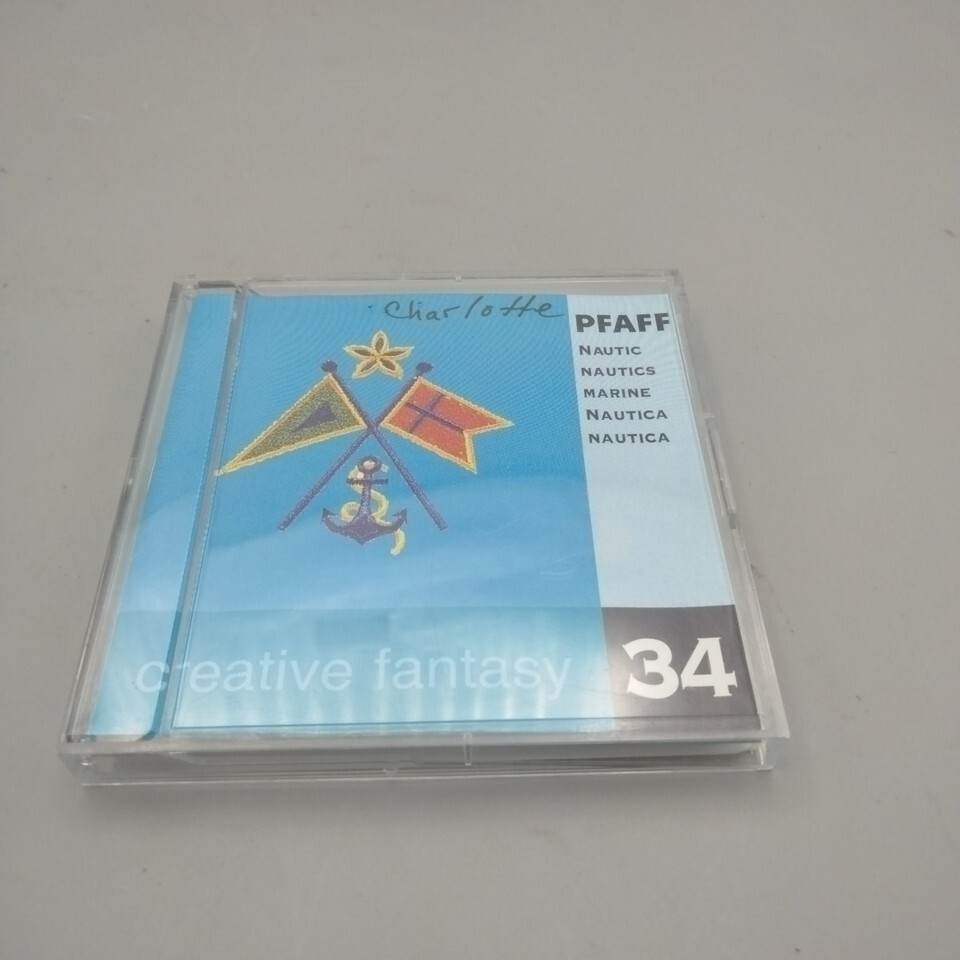 Charlotte
PFAFF
NAUTIC
NAUTICS
MARINE
NAUTICA
NAUTICA
creative fantasy
34